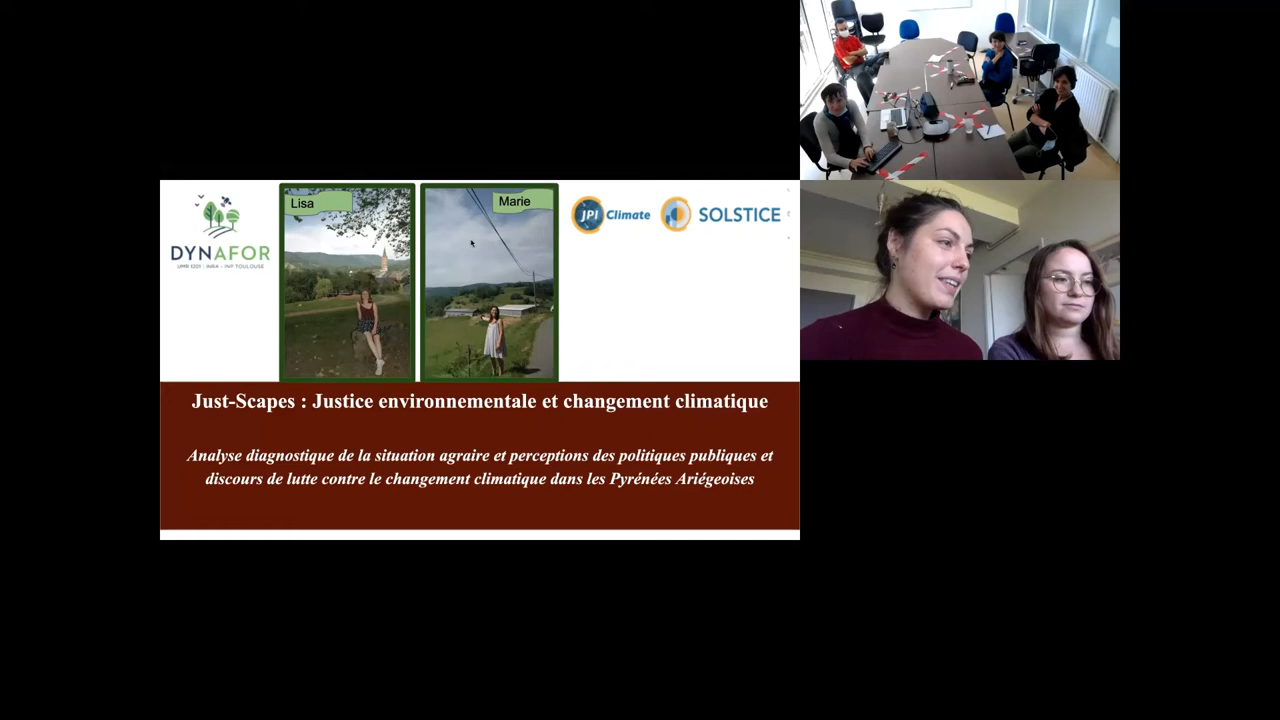 DYNAFOR
UMR 1201 · INRA · INP TOULOUSE
Lisa
Marie
JPI Climate
SOLSTICE
Just-Scapes : Justice environnementale et changement climatique
Analyse diagnostique de la situation agraire et perceptions des politiques publiques et
discours de lutte contre le changement climatique dans les Pyrénées Ariégeoises